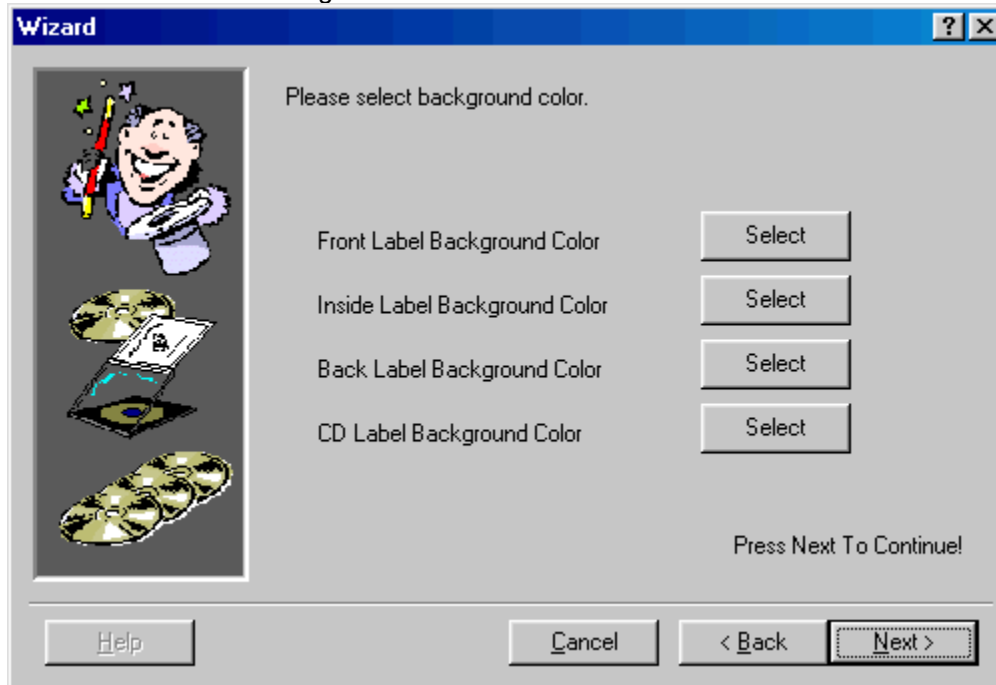 Wizard
Please select background color.
Front Label Background Color Select
Inside Label Background Color Select
Back Label Background Color Select
CD Label Background Color Select
Press Next To Continue!
Help Cancel < Back Next >